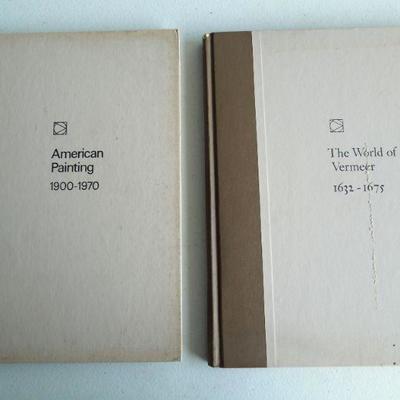 American
Painting
1900-1970
The World of
Vermeer
1632-1675